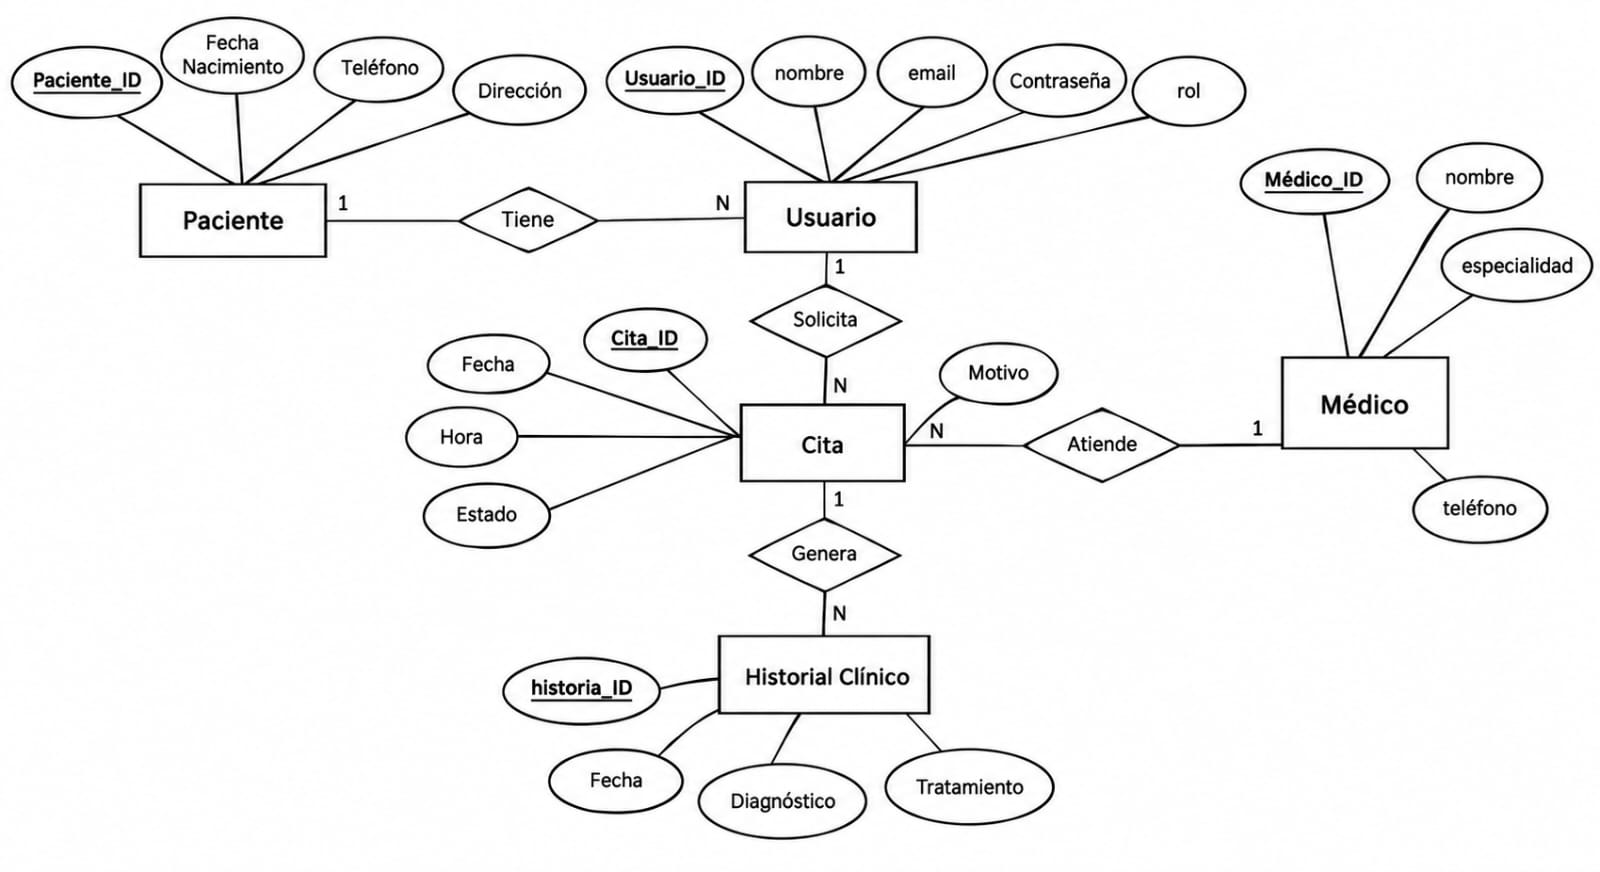 Paciente_ID
Fecha
Nacimiento
Teléfono
Dirección
Usuario_ID
nombre
email
Contraseña
rol
Médico_ID
nombre
especialidad
Paciente
1
Tiene
N
Usuario
1
Solicita
N
Cita_ID
Fecha
Hora
Estado
Motivo
Cita
N
Atiende
1
Médico
teléfono
1
Genera
N
Historial Clínico
historia_ID
Fecha
Diagnóstico
Tratamiento